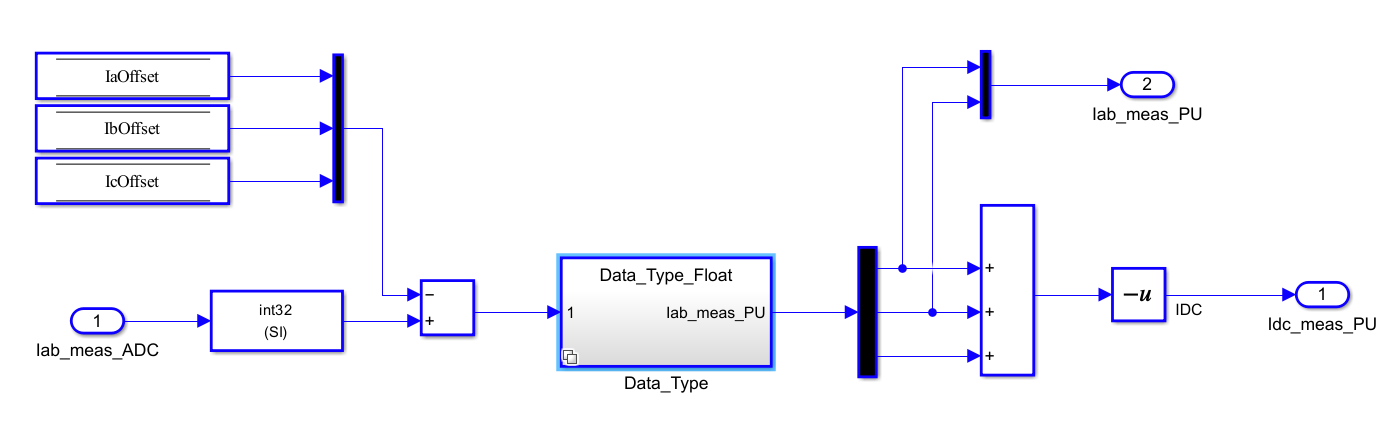 IaOffset
IbOffset
IcOffset
1
Iab_meas_ADC
int32
(SI)
−
+
Data_Type_Float
1
Iab_meas_PU
Data_Type
2
Iab_meas_PU
+
+
+
−u
IDC
1
Idc_meas_PU